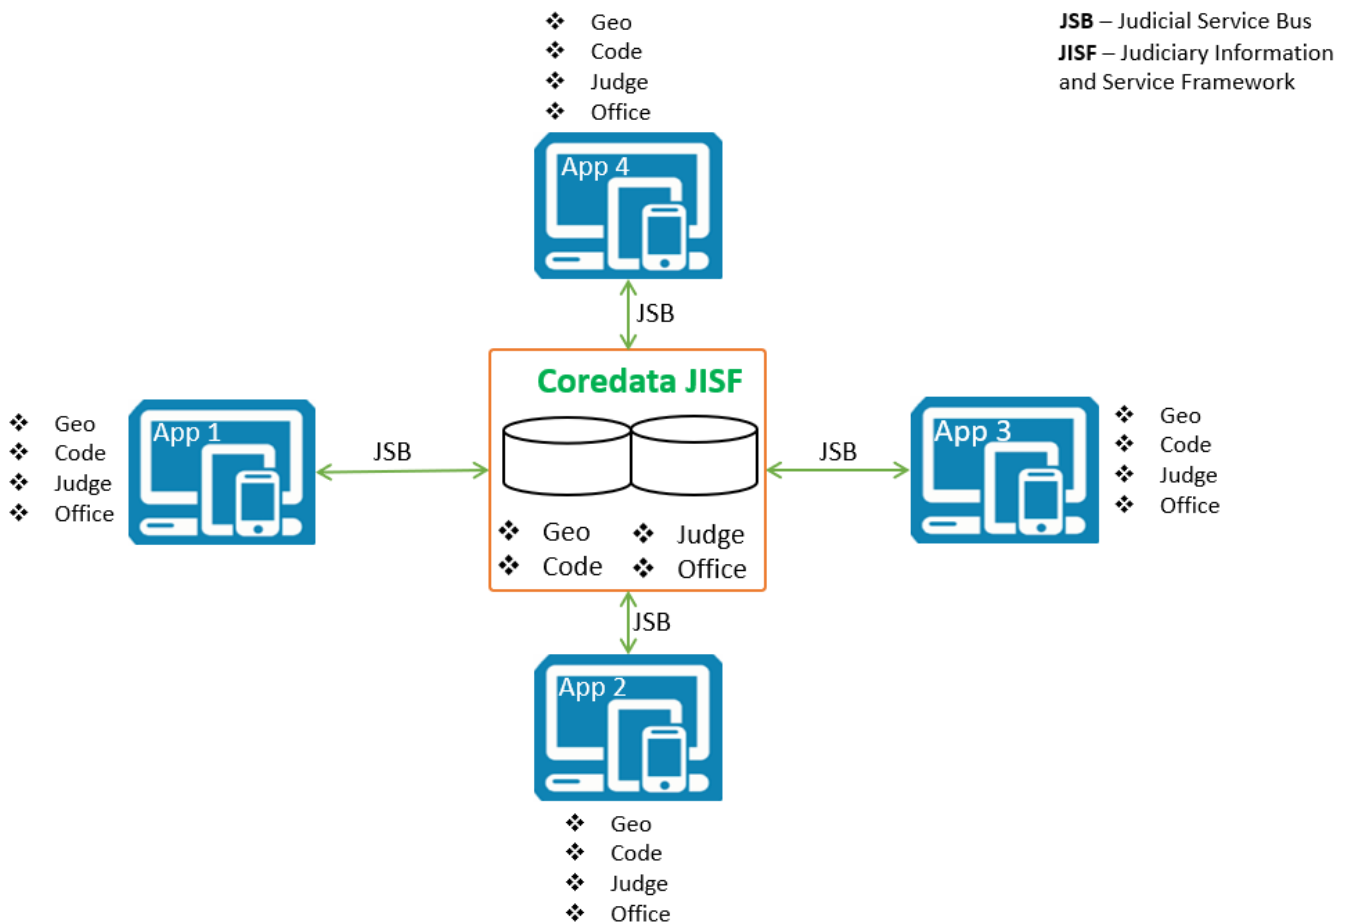 Geo
Code
Judge
Office
JSB – Judicial Service Bus
JISF – Judiciary Information
and Service Framework
App 4
JSB
Coredata JISF
Geo
Code
Judge
Office
App 1
JSB
JSB
App 3
Geo
Code
Judge
Office
Geo
Code
Judge
Office
JSB
App 2
Geo
Code
Judge
Office